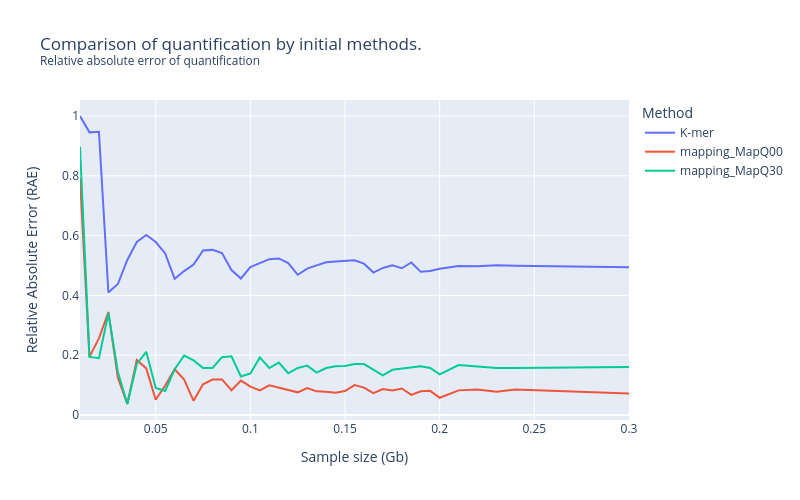 Comparison of quantification by initial methods.
Relative absolute error of quantification
Method
K-mer
mapping_MapQ00
mapping_MapQ30
Relative Absolute Error (RAE)
1
0.8
0.6
0.4
0.2
0
0.05
0.1
0.15
0.2
0.25
0.3
Sample size (Gb)